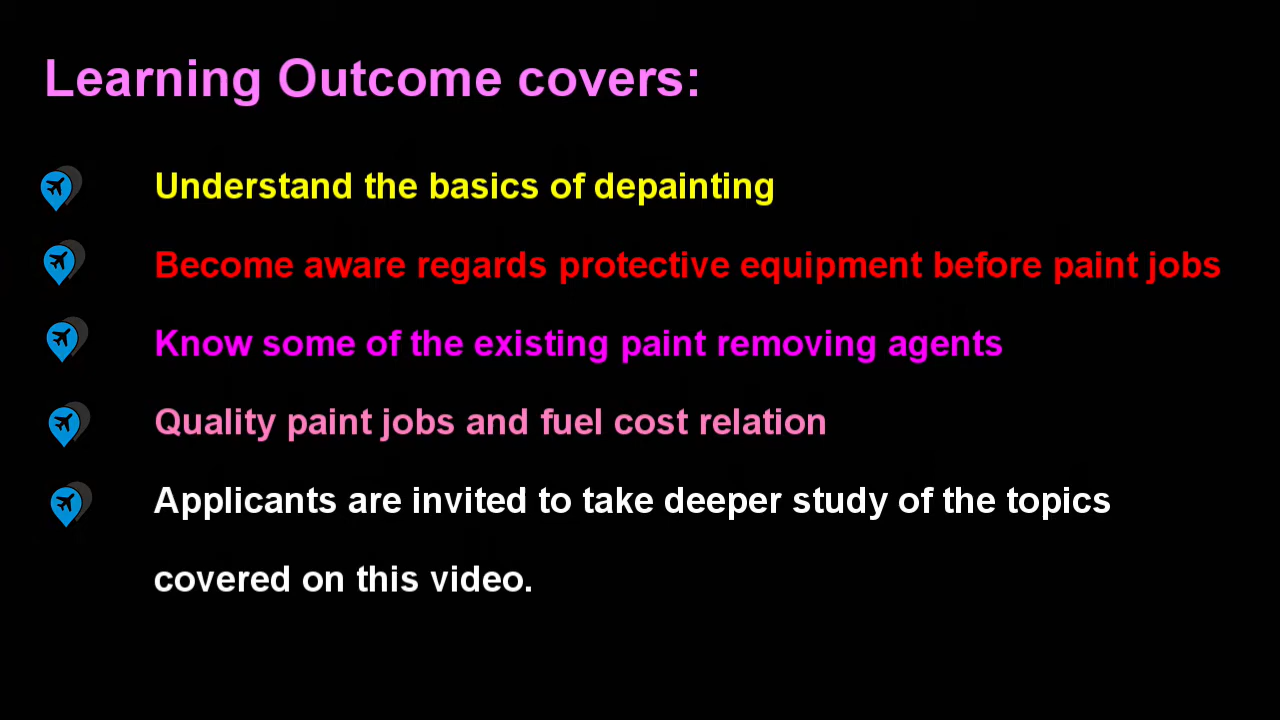 Learning Outcome covers:
Understand the basics of depainting
Become aware regards protective equipment before paint jobs
Know some of the existing paint removing agents
Quality paint jobs and fuel cost relation
Applicants are invited to take deeper study of the topics
covered on this video.